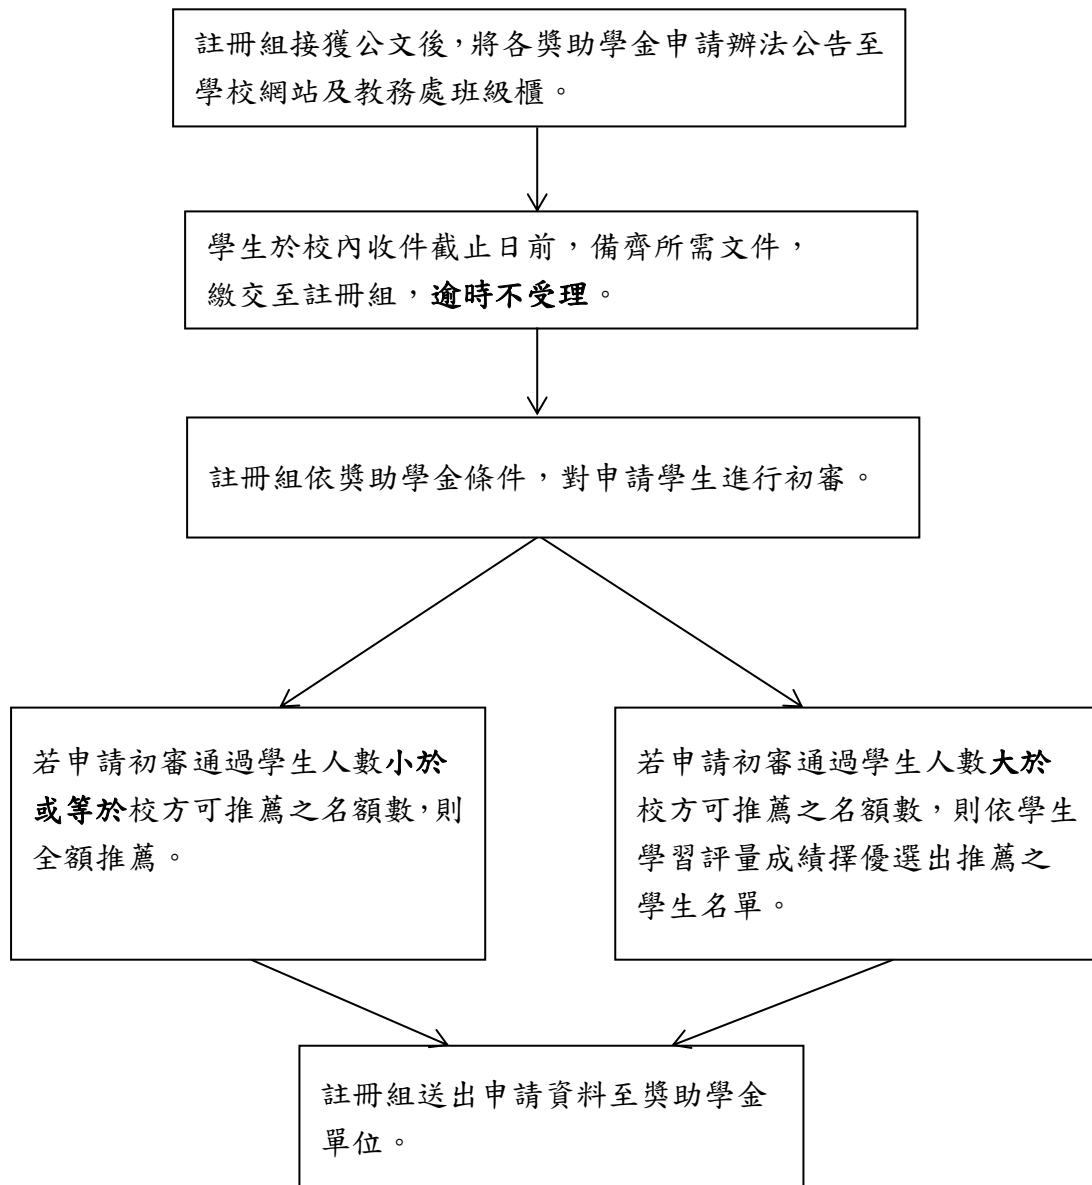 註冊組接獲公文後，將各獎助學金申請辦法公告至
學校網站及教務處班級櫃。
學生於校內收件截止日前，備齊所需文件，
繳交至註冊組，逾時不受理。
註冊組依獎助學金條件，對申請學生進行初審。
若申請初審通過學生人數小於
或等於校方可推薦之名額數，則
全額推薦。
若申請初審通過學生人數大於
校方可推薦之名額數，則依學生
學習評量成績擇優選出推薦之
學生名單。
註冊組送出申請資料至獎助學金
單位。